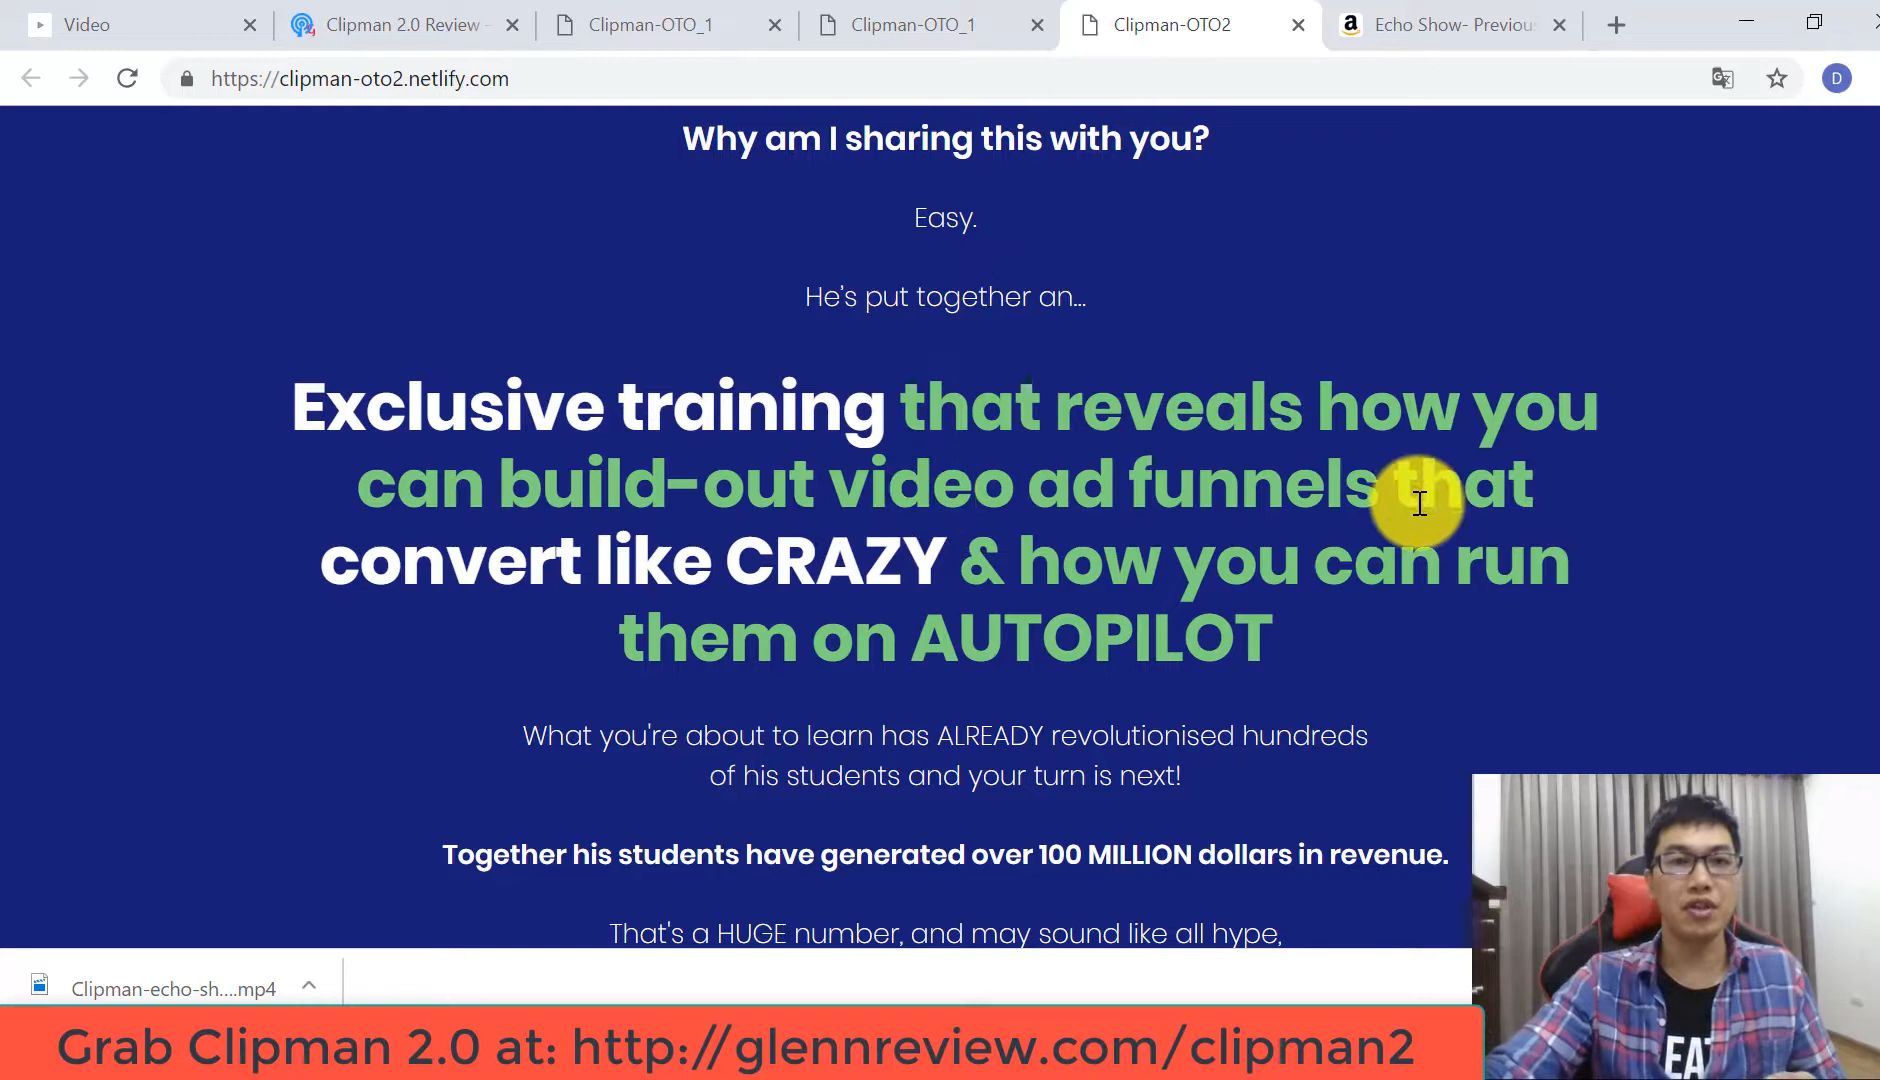 Video
Clipman 2.0 Review -
Clipman-OTO_1
Clipman-OTO_1
Clipman-OTO2
Echo Show- Previous
https://clipman-oto2.netlify.com
D
Why am I sharing this with you?
Easy.
He's put together an...
Exclusive training that reveals how you
can build-out video ad funnels that
convert like CRAZY & how you can run
them on AUTOPILOT
What you're about to learn has ALREADY revolutionised hundreds
of his students and your turn is next!
Together his students have generated over 100 MILLION dollars in revenue.
That's a HUGE number, and may sound like all hype,
Clipman-echo-sh....mp4
Grab Clipman 2.0 at: http://glennreview.com/clipman2
EAT